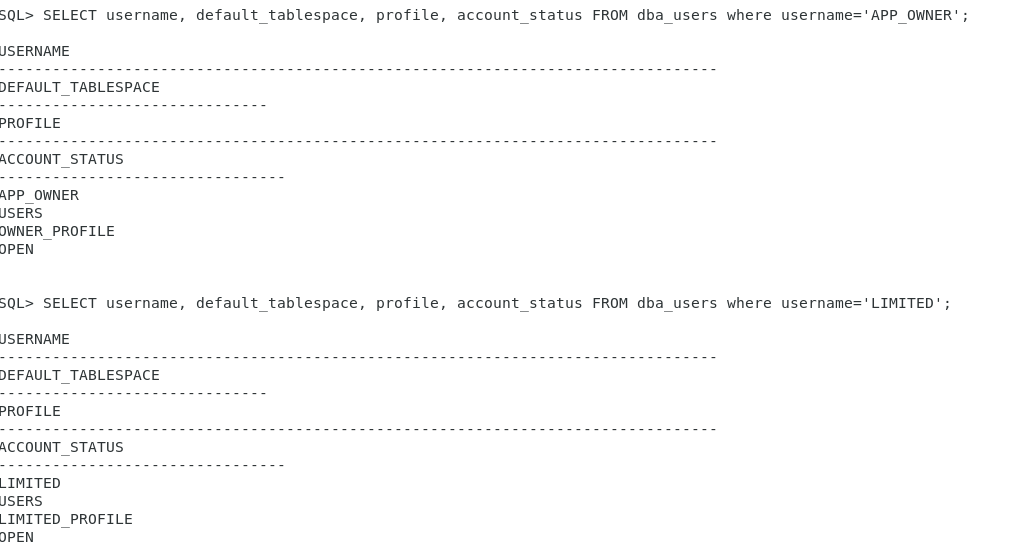 SQL> SELECT username, default_tablespace, profile, account_status FROM dba_users where username='APP_OWNER';
USERNAME
--------------------------------------------------------------------------------
DEFAULT_TABLESPACE
------------------------------
PROFILE
--------------------------------------------------------------------------------
ACCOUNT_STATUS
--------------------------------
APP_OWNER
USERS
OWNER_PROFILE
OPEN
SQL> SELECT username, default_tablespace, profile, account_status FROM dba_users where username='LIMITED';
USERNAME
--------------------------------------------------------------------------------
DEFAULT_TABLESPACE
------------------------------
PROFILE
--------------------------------------------------------------------------------
ACCOUNT_STATUS
--------------------------------
LIMITED
USERS
LIMITED_PROFILE
OPEN